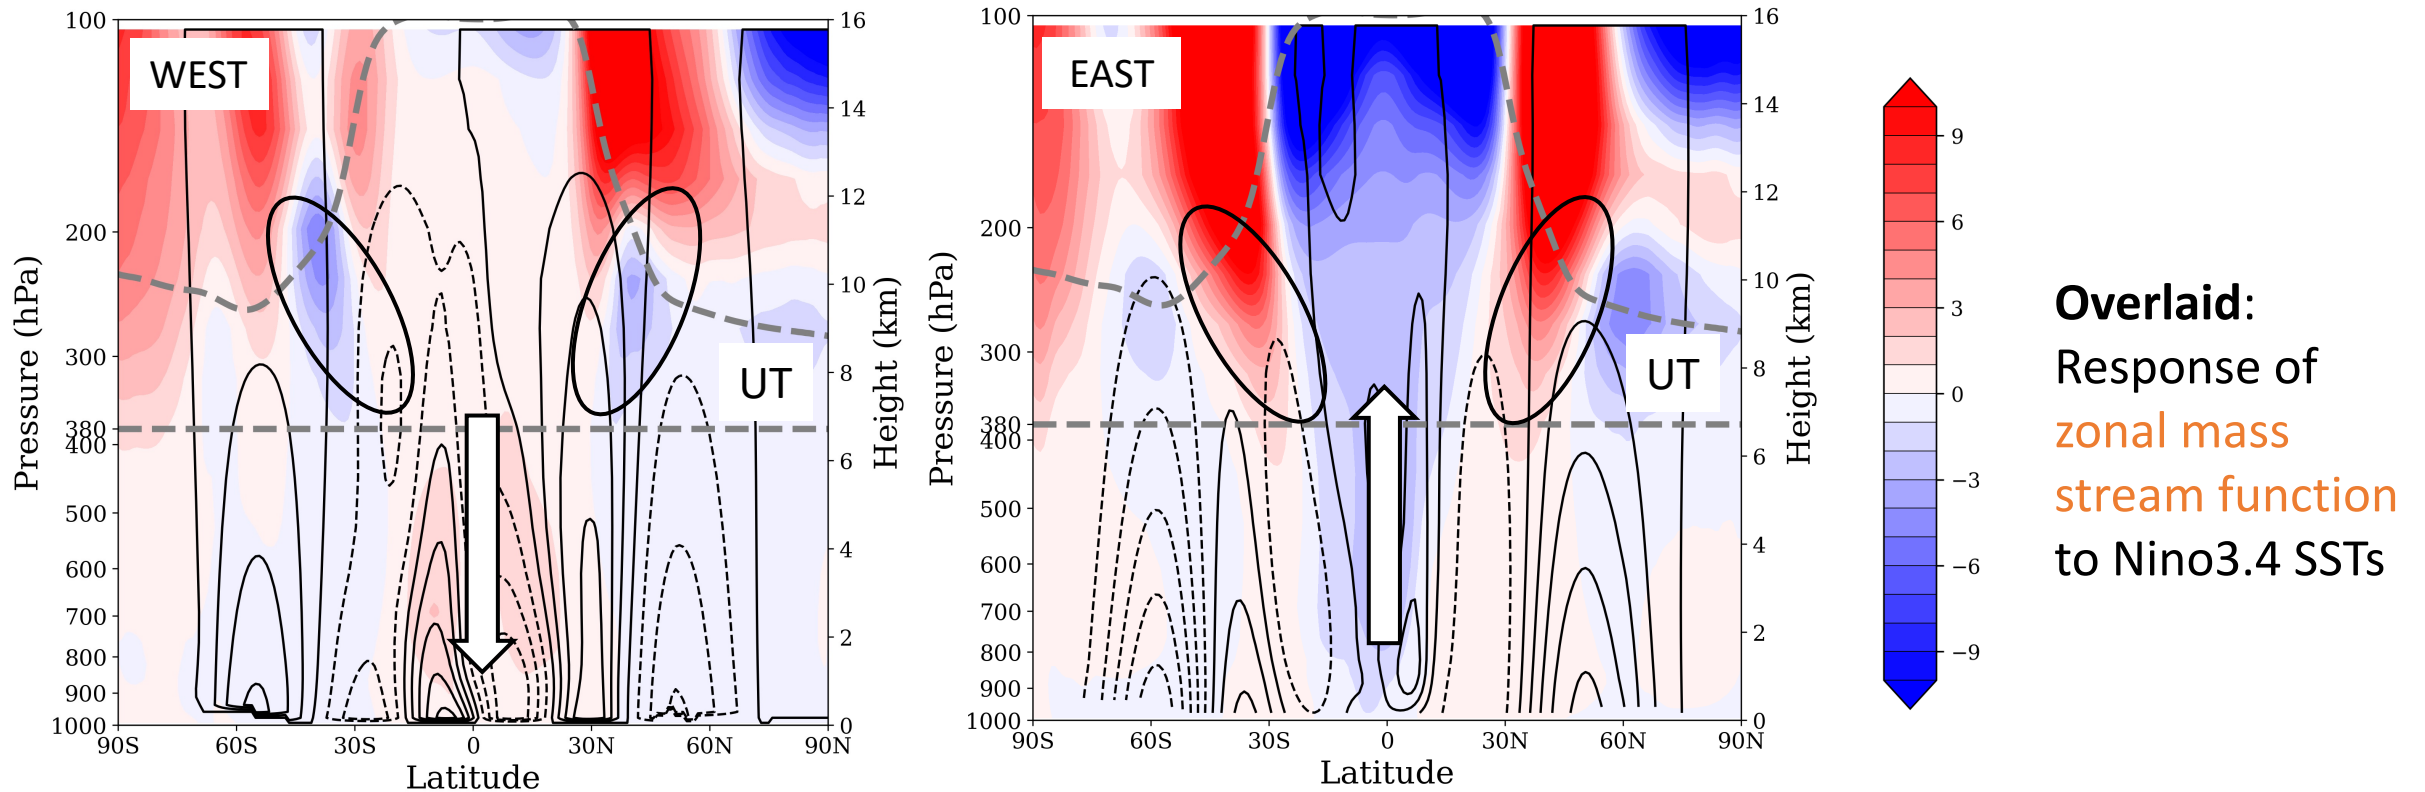 WEST
UT
Pressure (hPa)
100
200
300
380
400
500
600
700
800
900
1000
90S 60S 30S 0 30N 60N 90N
Latitude
16
14
12
10
8
6
4
2
0
Height (km)
EAST
UT
Pressure (hPa)
100
200
300
380
400
500
600
700
800
900
1000
90S 60S 30S 0 30N 60N 90N
Latitude
16
14
12
10
8
6
4
2
0
Height (km)
9
6
3
0
−3
−6
−9
Overlaid:
Response of
zonal mass
stream function
to Nino3.4 SSTs